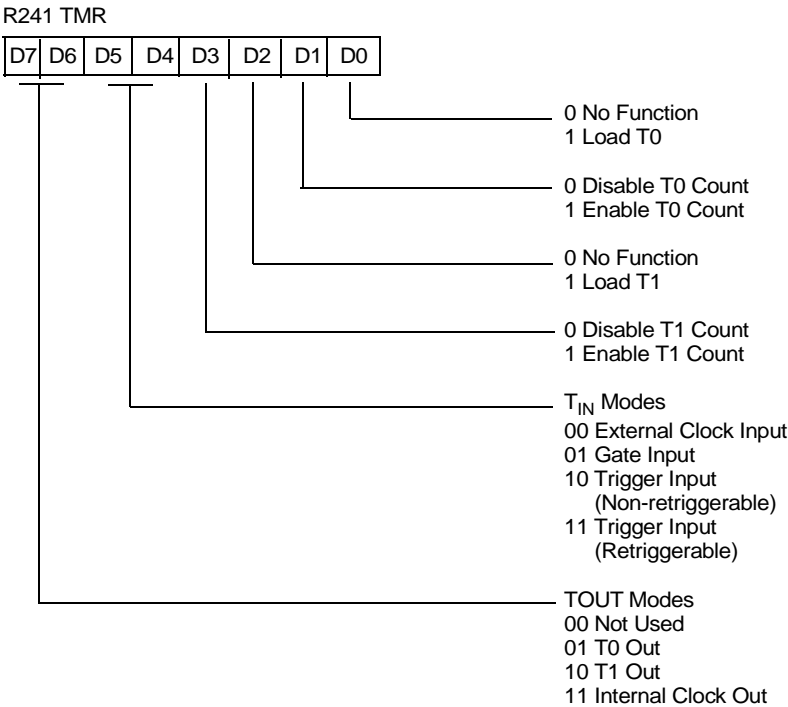 R241 TMR
D7 D6 D5 D4 D3 D2 D1 D0
0 No Function
1 Load T0
0 Disable T0 Count
1 Enable T0 Count
0 No Function
1 Load T1
0 Disable T1 Count
1 Enable T1 Count
TIN Modes
00 External Clock Input
01 Gate Input
10 Trigger Input
(Non-retriggerable)
11 Trigger Input
(Retriggerable)
TOUT Modes
00 Not Used
01 T0 Out
10 T1 Out
11 Internal Clock Out